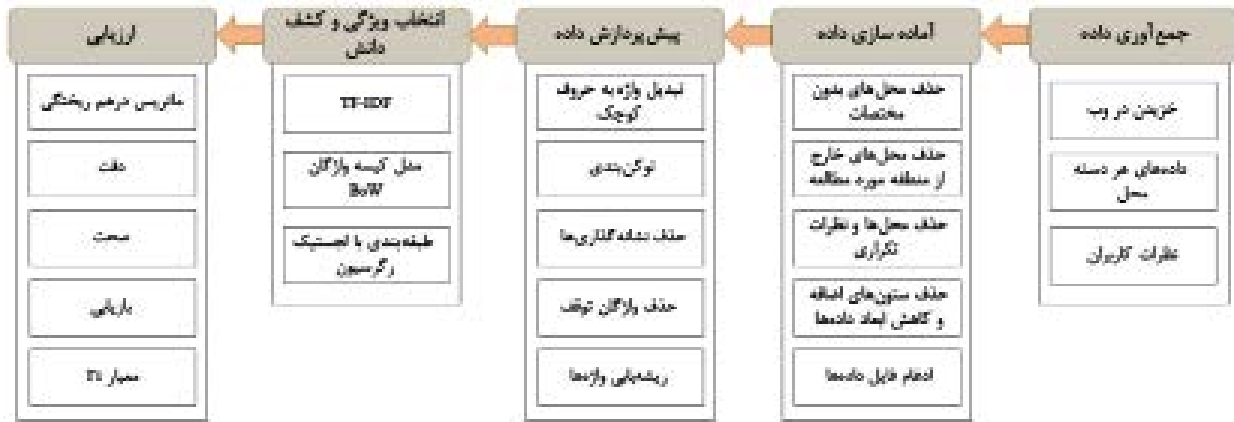 جمع‌آوری داده
خزیدن در وب
داده‌های هر دسته
محل
نظرات کاربران
آماده سازی داده
حذف محل‌های بدون
مختصات
حذف محل‌های خارج
از منطقه مورد مطالعه
حذف محل‌ها و نظرات
تکراری
حذف ستون‌های اضافه
و کاهش ابعاد داده‌ها
ادغام فایل داده‌ها
پیش‌پردازش داده
تبدیل واژه به حروف
کوچک
توکن‌بندی
حذف نشانه گذاری‌ها
حذف واژگان توقف
ریشه‌یابی واژه‌ها
انتخاب ویژگی و کشف
دانش
TF-IDF
مدل کیسه واژگان
BoW
طبقه‌بندی با لجستیک
رگرسیون
ارزیابی
ماتریس درهم ریختگی
دقت
صحت
بازیابی
معیار F1